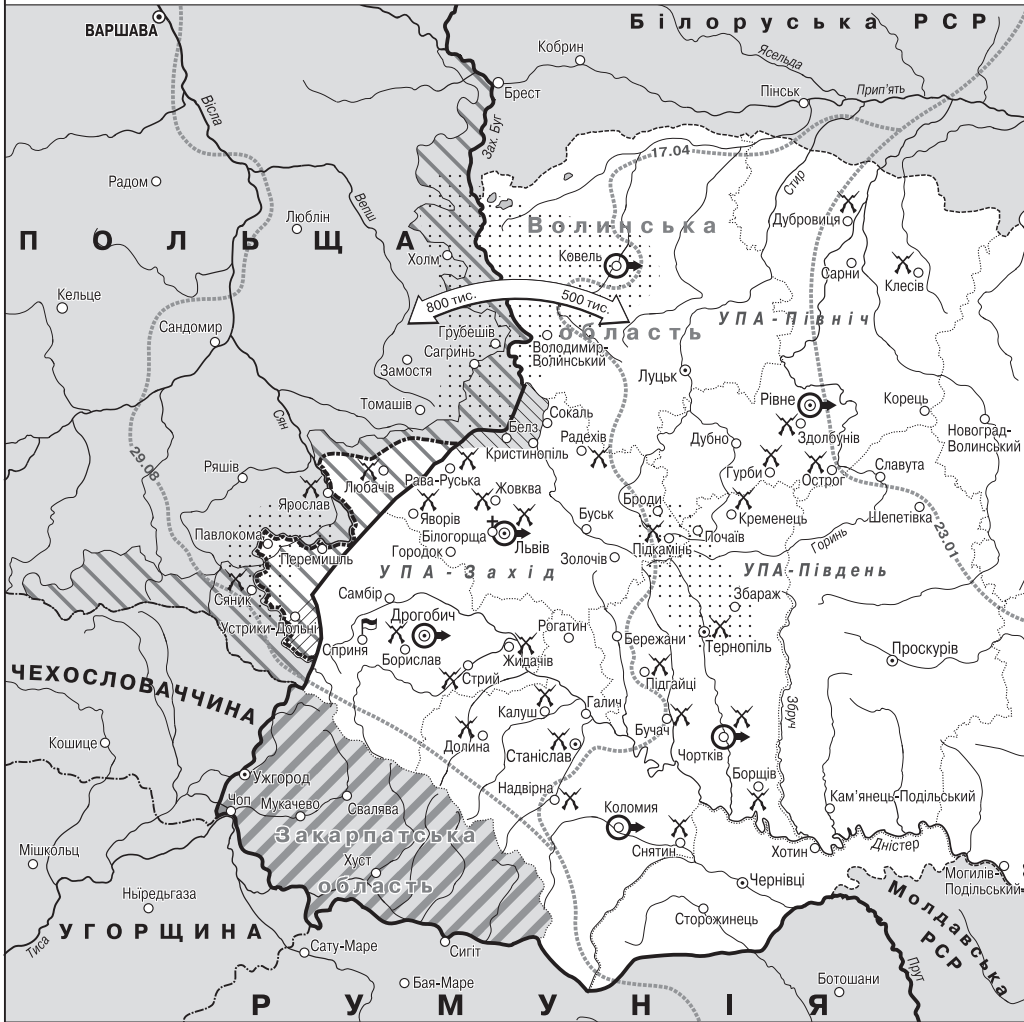 ВАРШАВА
Білоруська РСР
Кобрин
Ясельда
Брест
Пінськ
Прип'ять
Вісла
Зах. Буг
17.04
Радом
Стир
Люблін
Вепш
Дубровиця
Волинська
ПОЛЬЩА
Холм
Ковель
Сарни
Клесів
Кельце
800 тис.
500 тис.
УПА-Північ
Сандомир
Грубешів
область
Сагринь
Володимир-
Волинський
Замостя
Луцьк
Томашів
Рівне
Корець
Сокаль
Сян
Белз
Радехів
Дубно
Здолбунів
Новоград-
Волинський
29.08
Кристинопіль
Ряшів
Любачів
Рава-Руська
Гурби
Острог
Славута
Ярослав
Жовква
Броди
Яворів
Буськ
Кременець
Шепетівка
Павлокома
Білогорща
Львів
Почаїв
23.01
Перемишль
Городок
Підкамінь
Горинь
Золочів
УПА-Захід
УПА-Південь
Сяник
Самбір
Збараж
Устрики-Дольні
Дрогобич
Рогатин
Бережани
Тернопіль
Сприня
Борислав
Жидачів
Проскурів
ЧЕХОСЛОВАЧЧИНА
Стрий
Підгайці
Калуш
Галич
Збруч
Кошице
Долина
Станіслав
Бучач
Чортків
Ужгород
Надвірна
Борщів
Чоп
Мукачево
Свалява
Коломия
Кам'янець-Подільський
Закарпатська
Мішкольц
Снятин
Хотин
Дністер
Хуст
область
Чернівці
Могилів-
Подільський
Ньіредьгаза
Молдавська
РСР
Сторожинець
УГОРЩИНА
Тиса
Сату-Маре
Сигіт
Бая-Маре
Ботошани
Прут
РУМУНІЯ